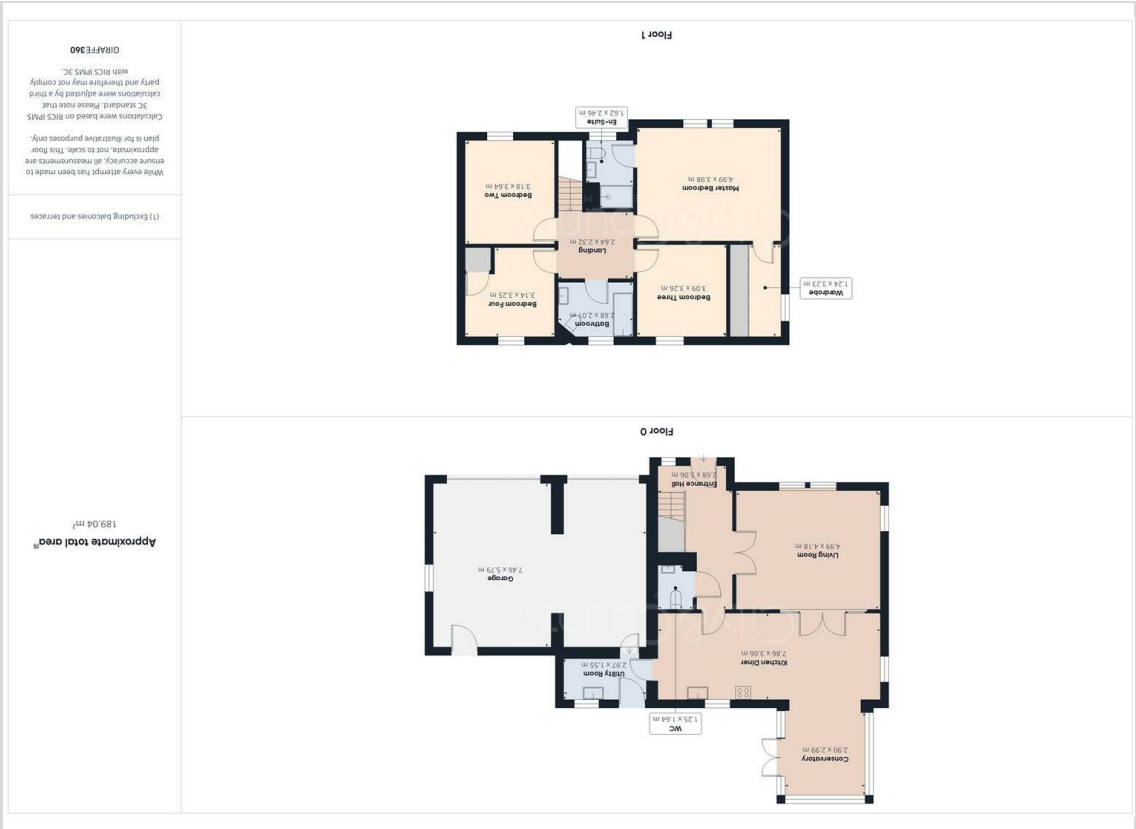 Conservatory
2.90 x 2.99 m
WC
1.25 x 1.64 m
Kitchen Diner
7.86 x 3.06 m
Utility Room
2.97 x 1.55 m
Living Room
4.99 x 4.18 m
Garage
7.46 x 5.79 m
Entrance Hall
2.68 x 5.06 m
Floor 0
Bathroom
2.68 x 2.01 m
Wardrobe
1.24 x 3.23 m
Bedroom Three
3.09 x 3.26 m
Bedroom Four
3.14 x 3.25 m
Landing
2.64 x 2.32 m
Master Bedroom
4.99 x 3.98 m
Bedroom Two
3.18 x 3.64 m
En-Suite
1.62 x 2.46 m
Floor 1
Approximate total area(1)
189.04 m²
(1) Excluding balconies and terraces
While every attempt has been made to
ensure accuracy, all measurements are
approximate, not to scale. This floor
plan is for illustrative purposes only.
Calculations were based on RICS IPMS
3C standard. Please note that
calculations were adjusted by a third
party and therefore may not comply
with RICS IPMS 3C.
GIRAFFE360